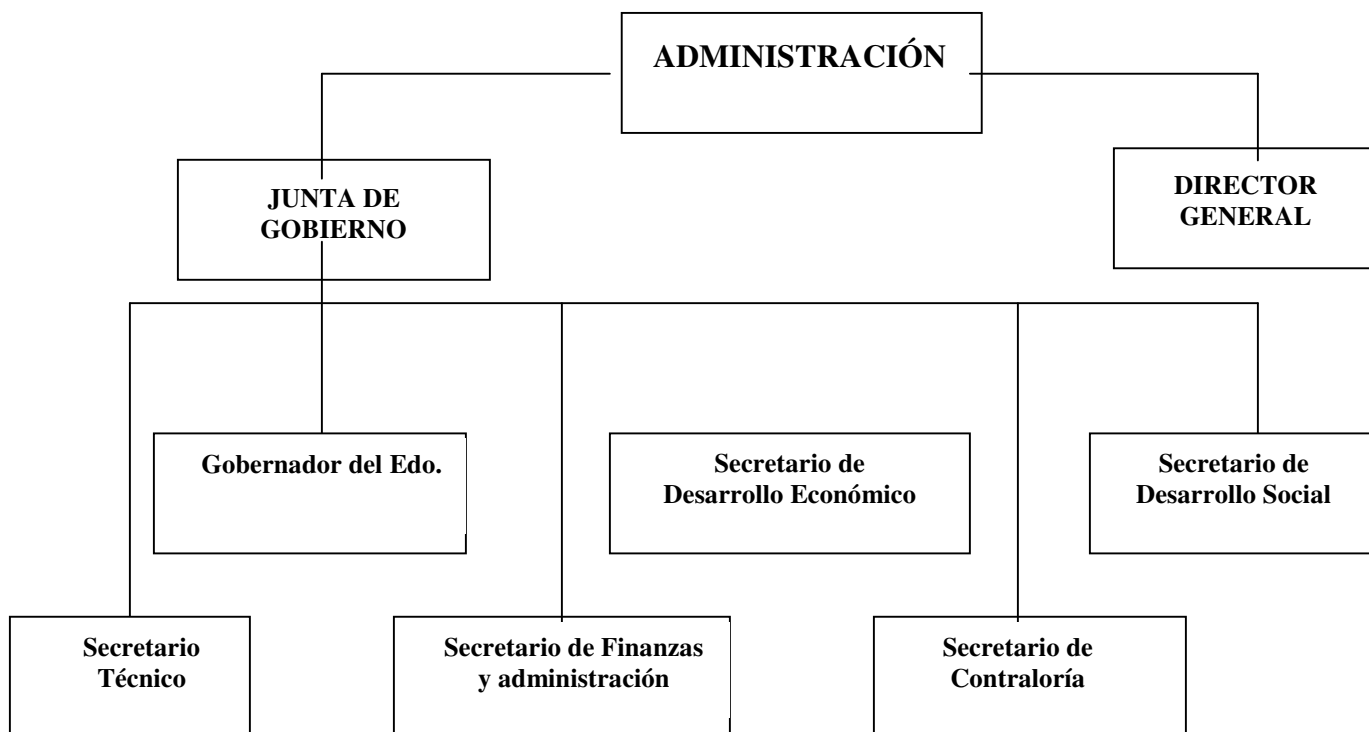 ADMINISTRACIÓN
JUNTA DE
GOBIERNO
DIRECTOR
GENERAL
Gobernador del Edo.
Secretario de
Desarrollo Económico
Secretario de
Desarrollo Social
Secretario
Técnico
Secretario de Finanzas
y administración
Secretario de
Contraloría